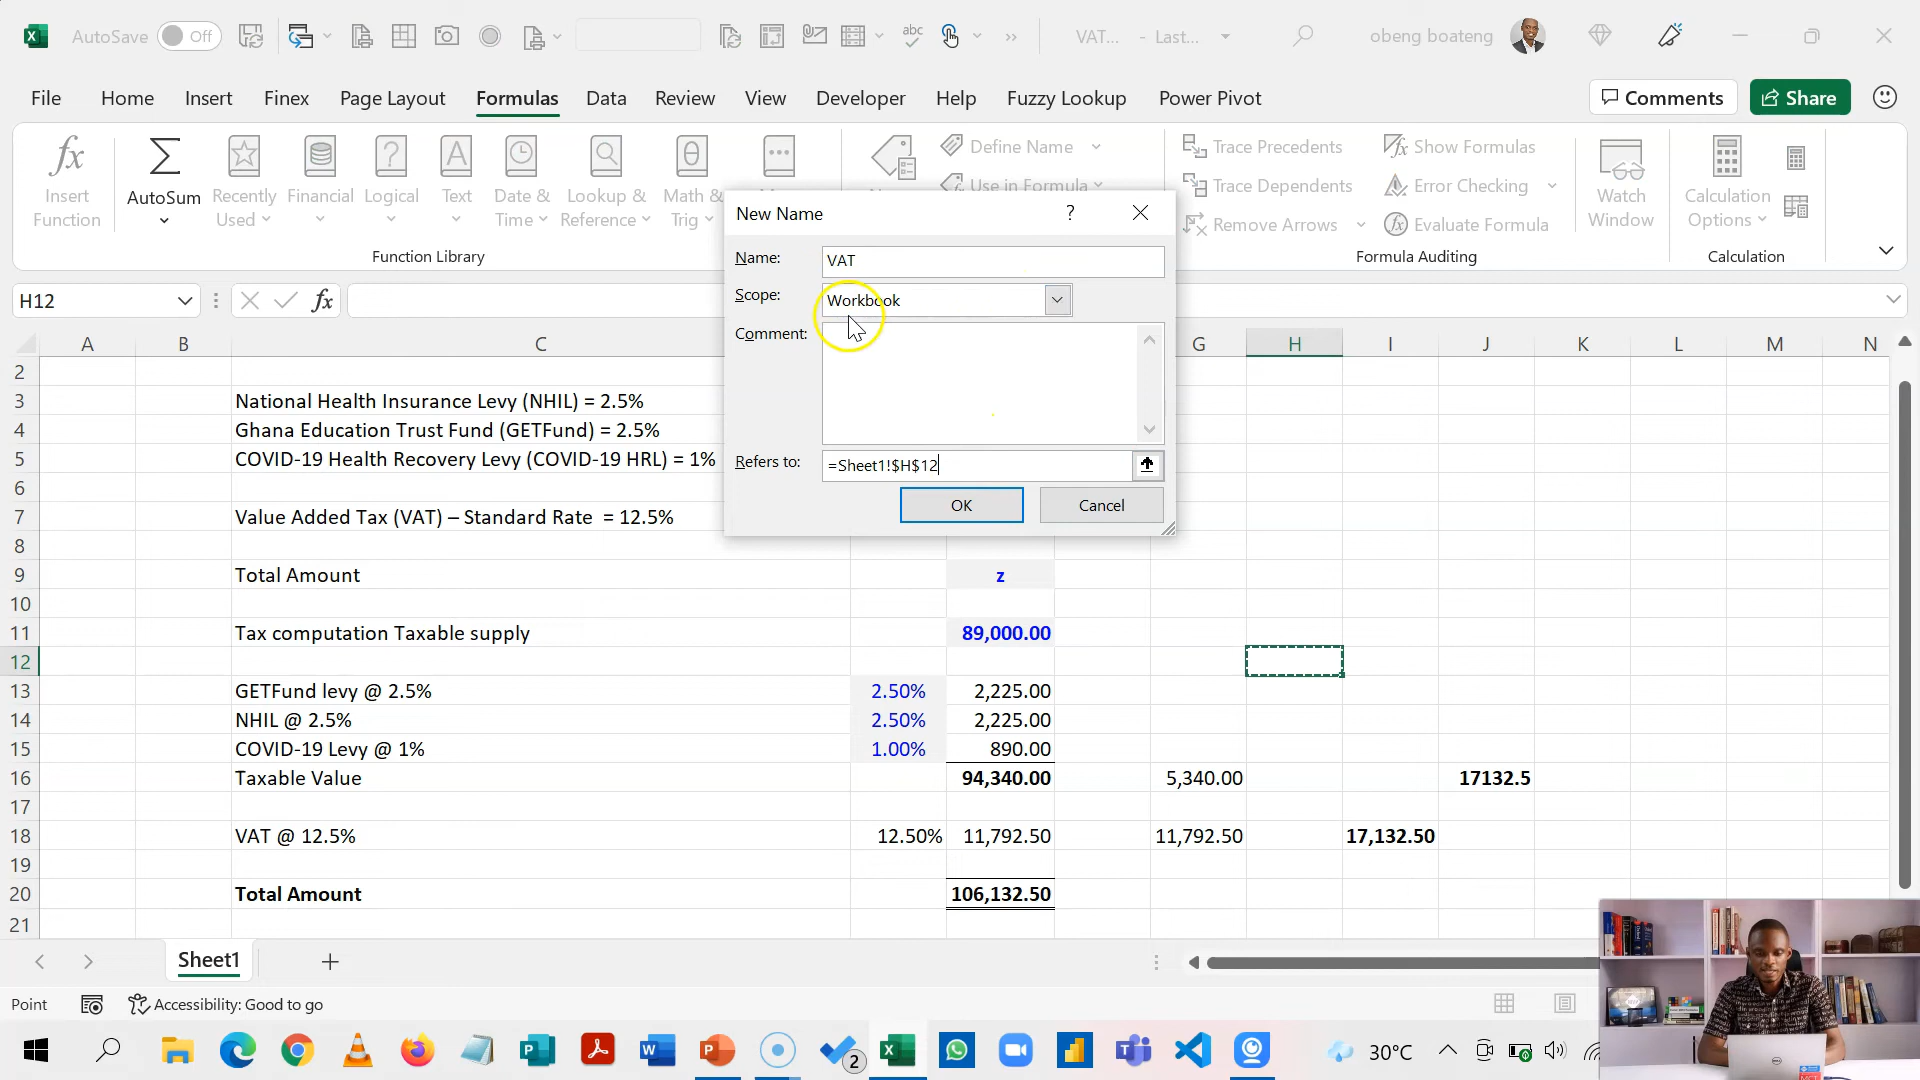 AutoSave Off VAT... - Last... obeng boateng
File Home Insert Finex Page Layout Formulas Data Review View Developer Help Fuzzy Lookup Power Pivot Comments Share
Insert Function
AutoSum
Recently Used
Financial
Logical
Text
Date & Time
Lookup & Reference
Math & Trig
Define Name
Use in Formula
Trace Precedents
Trace Dependents
Remove Arrows
Show Formulas
Error Checking
Evaluate Formula
Watch Window
Calculation Options
Function Library
Formula Auditing
Calculation
New Name ?
Name: VAT
Scope: Workbook
Comment:
Refers to: =Sheet1!$H$12
OK Cancel
H12 fx
A B C G H I J K L M N
2
3 National Health Insurance Levy (NHIL) = 2.5%
4 Ghana Education Trust Fund (GETFund) = 2.5%
5 COVID-19 Health Recovery Levy (COVID-19 HRL) = 1%
6
7 Value Added Tax (VAT) – Standard Rate = 12.5%
8
9 Total Amount z
10
11 Tax computation Taxable supply 89,000.00
12
13 GETFund levy @ 2.5% 2.50% 2,225.00
14 NHIL @ 2.5% 2.50% 2,225.00
15 COVID-19 Levy @ 1% 1.00% 890.00
16 Taxable Value 94,340.00 5,340.00 17132.5
17
18 VAT @ 12.5% 12.50% 11,792.50 11,792.50 17,132.50
19
20 Total Amount 106,132.50
21
Sheet1
Point Accessibility: Good to go
2 30°C